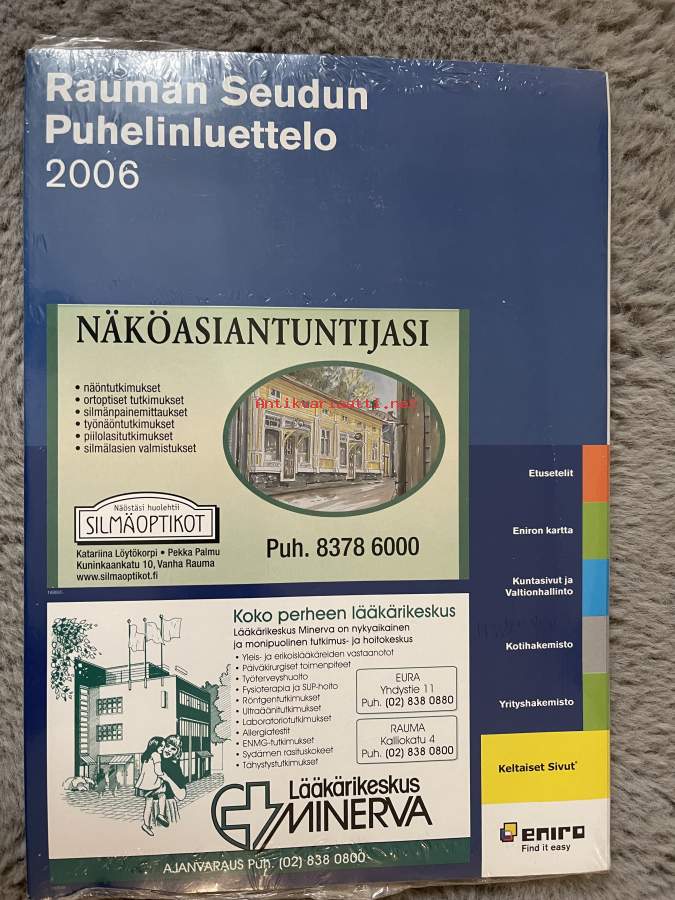 Rauman Seudun
Puhelinluettelo
2006
NÄKÖASIANTUNTIJASI
• näöntutkimukset
• ortoptiset tutkimukset
• silmänpainemittaukset
• työnäöntutkimukset
• piilolasitutkimukset
• silmälasien valmistukset
Antikvariaatti.net
Näöstäsi huolehtii
SILMÄOPTIKOT
Katariina Löytökorpi • Pekka Palmu
Kuninkaankatu 10, Vanha Rauma
www.silmaoptikot.fi
Puh. 8378 6000
Etusetelit
Eniron kartta
Kuntasivut ja
Valtionhallinto
Kotihakemisto
Yrityshakemisto
Keltaiset Sivut
eniro
Find it easy
Koko perheen lääkärikeskus
Lääkärikeskus Minerva on nykyaikainen
ja monipuolinen tutkimus- ja hoitokeskus
• Yleis- ja erikoislääkäreiden vastaanotot
• Päiväkirurgiset toimenpiteet
• Työterveyshuolto
• Fysioterapia ja SUP-hoito
• Röntgentutkimukset
• Ultraäänitutkimukset
• Laboratoriotutkimukset
• Allergiatestit
• ENMG-tutkimukset
• Sydämen rasituskokeet
• Tähystystutkimukset
EURA
Yhdystie 11
Puh. (02) 838 0880
RAUMA
Kalliokatu 4
Puh. (02) 838 0800
Lääkärikeskus
MINERVA
AJANVARAUS Puh. (02) 838 0800